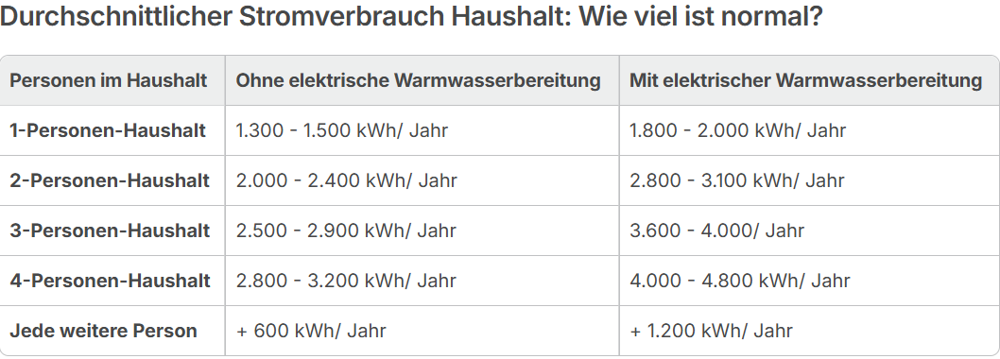 Durchschnittlicher Stromverbrauch Haushalt: Wie viel ist normal?
Personen im Haushalt Ohne elektrische Warmwasserbereitung Mit elektrischer Warmwasserbereitung
1-Personen-Haushalt 1.300 - 1.500 kWh/ Jahr 1.800 - 2.000 kWh/ Jahr
2-Personen-Haushalt 2.000 - 2.400 kWh/ Jahr 2.800 - 3.100 kWh/ Jahr
3-Personen-Haushalt 2.500 - 2.900 kWh/ Jahr 3.600 - 4.000/ Jahr
4-Personen-Haushalt 2.800 - 3.200 kWh/ Jahr 4.000 - 4.800 kWh/ Jahr
Jede weitere Person + 600 kWh/ Jahr + 1.200 kWh/ Jahr